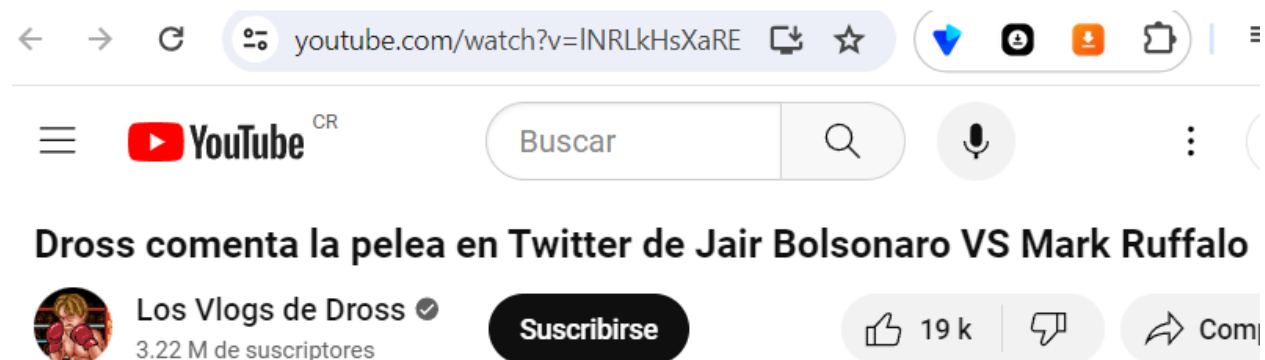 youtube.com/watch?v=lNRLkHsXaRE
YouTube CR
Buscar
Dross comenta la pelea en Twitter de Jair Bolsonaro VS Mark Ruffalo
Los Vlogs de Dross
Suscribirse
19 k
3.22 M de suscriptores